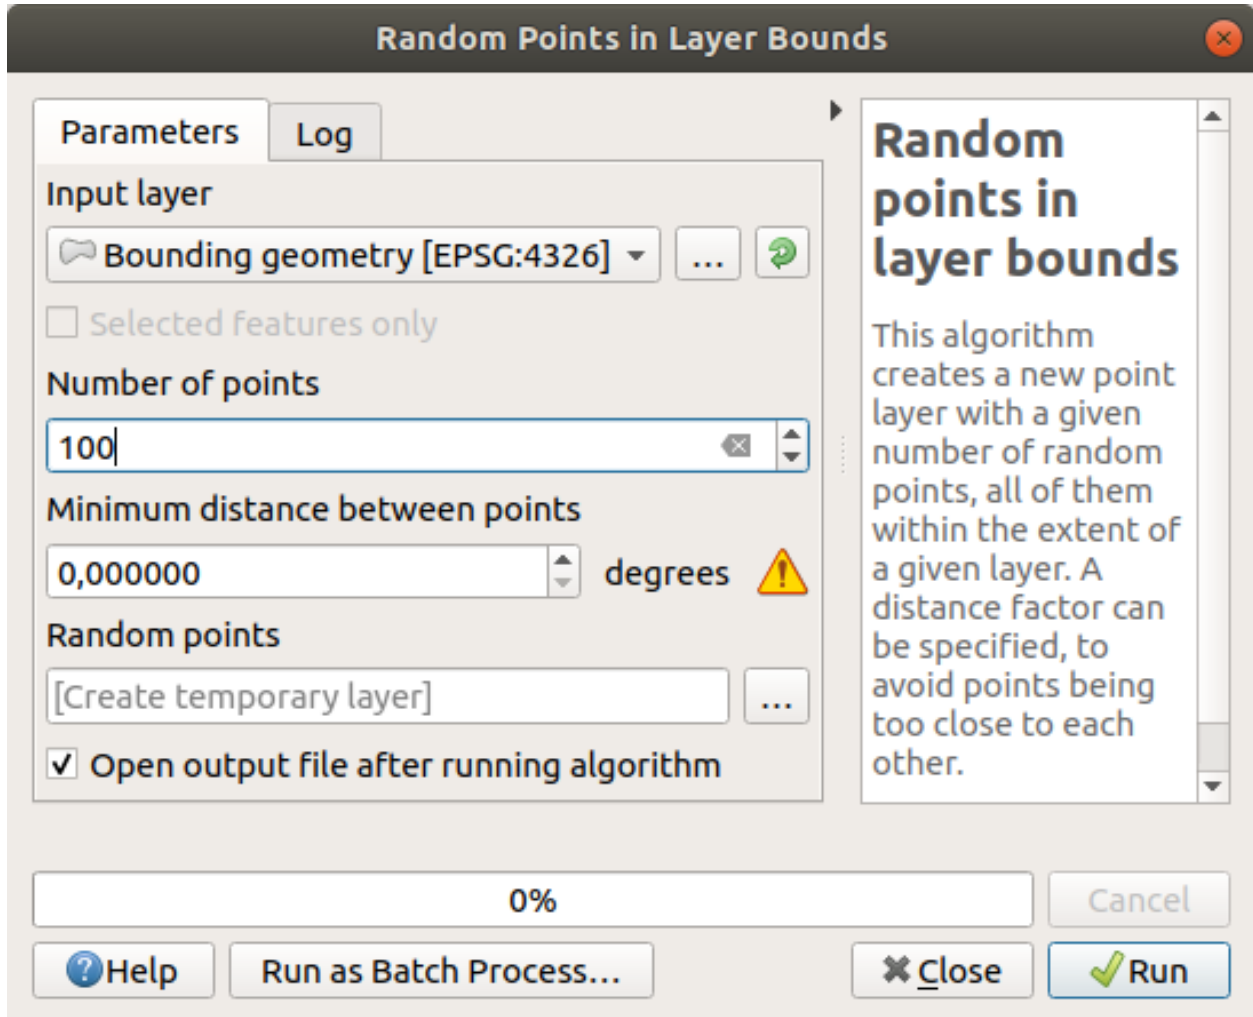 Random Points in Layer Bounds
Parameters
Log
Input layer
Bounding geometry [EPSG:4326]
...
Selected features only
Number of points
100
Minimum distance between points
0,000000
degrees
Random points
[Create temporary layer]
...
Open output file after running algorithm
Random
points in
layer bounds
This algorithm
creates a new point
layer with a given
number of random
points, all of them
within the extent of
a given layer. A
distance factor can
be specified, to
avoid points being
too close to each
other.
0%
Cancel
Help
Run as Batch Process...
Close
Run